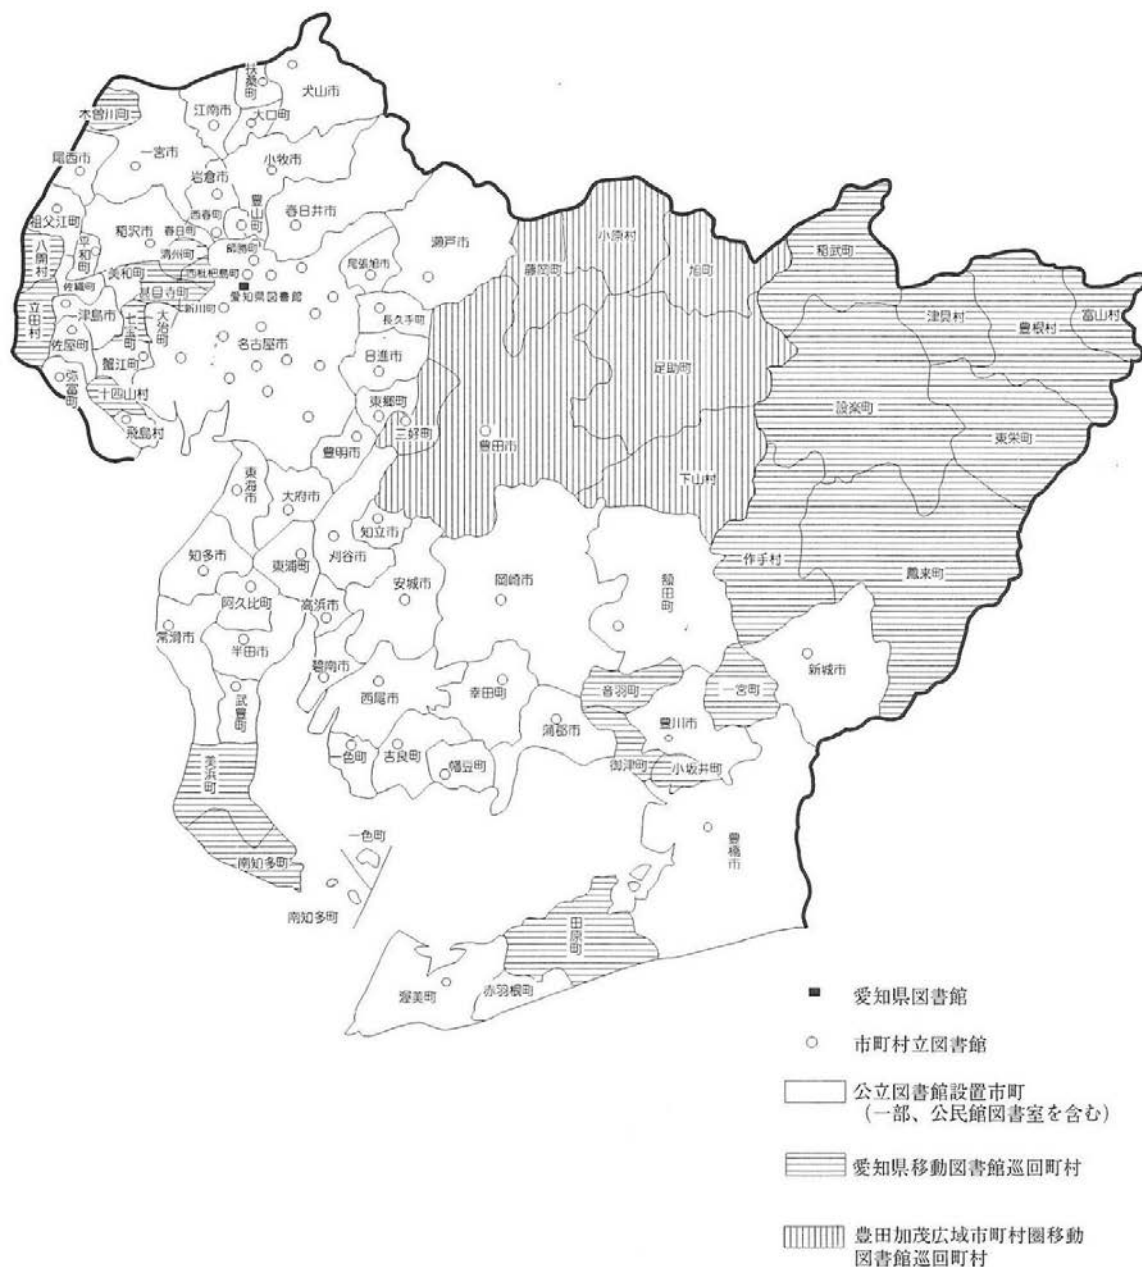 扶桑町
犬山市
木曽川町
江南市
大口町
尾西市
一宮市
小牧市
岩倉市
豊山町
西春町
春日井市
祖父江町
稲沢市
春日町
師勝町
瀬戸市
小原村
稲武町
八開村
平和町
清州町
藤岡町
旭町
美和町
西枇杷島町
尾張旭市
佐織町
甚目寺町
愛知県図書館
立田村
津島市
新川町
長久手町
津具村
富山村
七宝町
大治町
豊根村
佐屋町
名古屋市
蟹江町
日進市
足助町
弥富町
十四山村
東郷町
設楽町
飛島村
三好町
豊田市
東栄町
豊明市
下山村
東海市
大府市
知立市
知多市
東浦町
刈谷市
作手村
鳳来町
安城市
岡崎市
額田町
阿久比町
高浜市
常滑市
半田市
碧南市
新城市
武豊町
西尾市
幸田町
音羽町
一宮町
蒲郡市
豊川市
美浜町
一色町
吉良町
幡豆町
御津町
小坂井町
一色町
豊橋市
南知多町
南知多町
田原町
渥美町
赤羽根町
愛知県図書館
市町村立図書館
公立図書館設置市町
(一部、公民館図書室を含む)
愛知県移動図書館巡回町村
豊田加茂広域市町村圏移動
図書館巡回町村